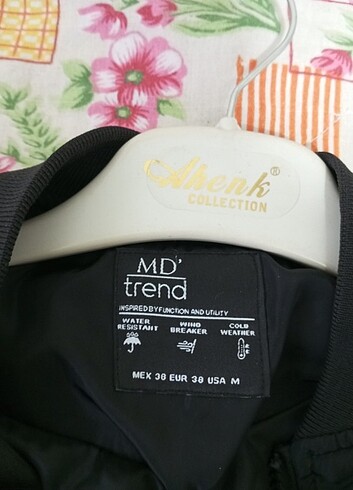 Ahenk®
COLLECTION
MD'
trend
INSPIRED BY FUNCTION AND UTILITY
WATER RESISTANT
WIND BREAKER
COLD WEATHER
MEX 38 EUR 38 USA M